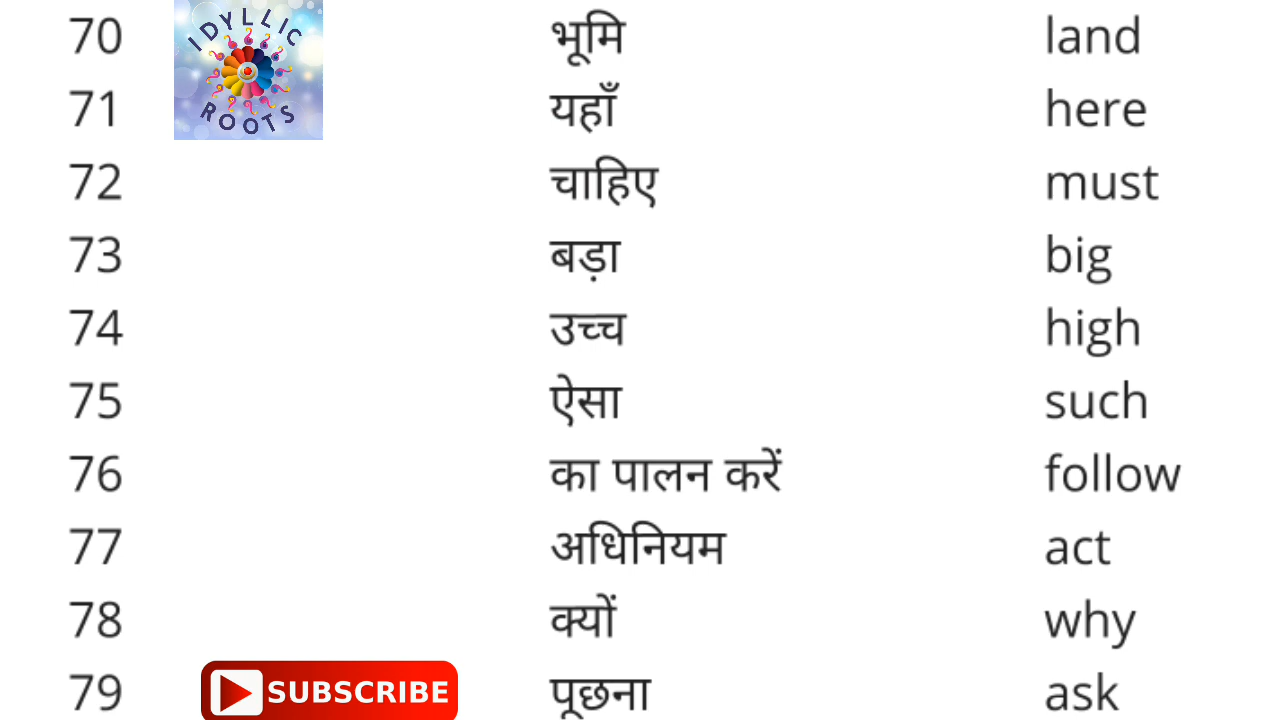 70 भूमि land
IDYLLIC
ROOTS
71 यहाँ here
72 चाहिए must
73 बड़ा big
74 उच्च high
75 ऐसा such
76 का पालन करें follow
77 अधिनियम act
78 क्यों why
79 पूछना ask
SUBSCRIBE